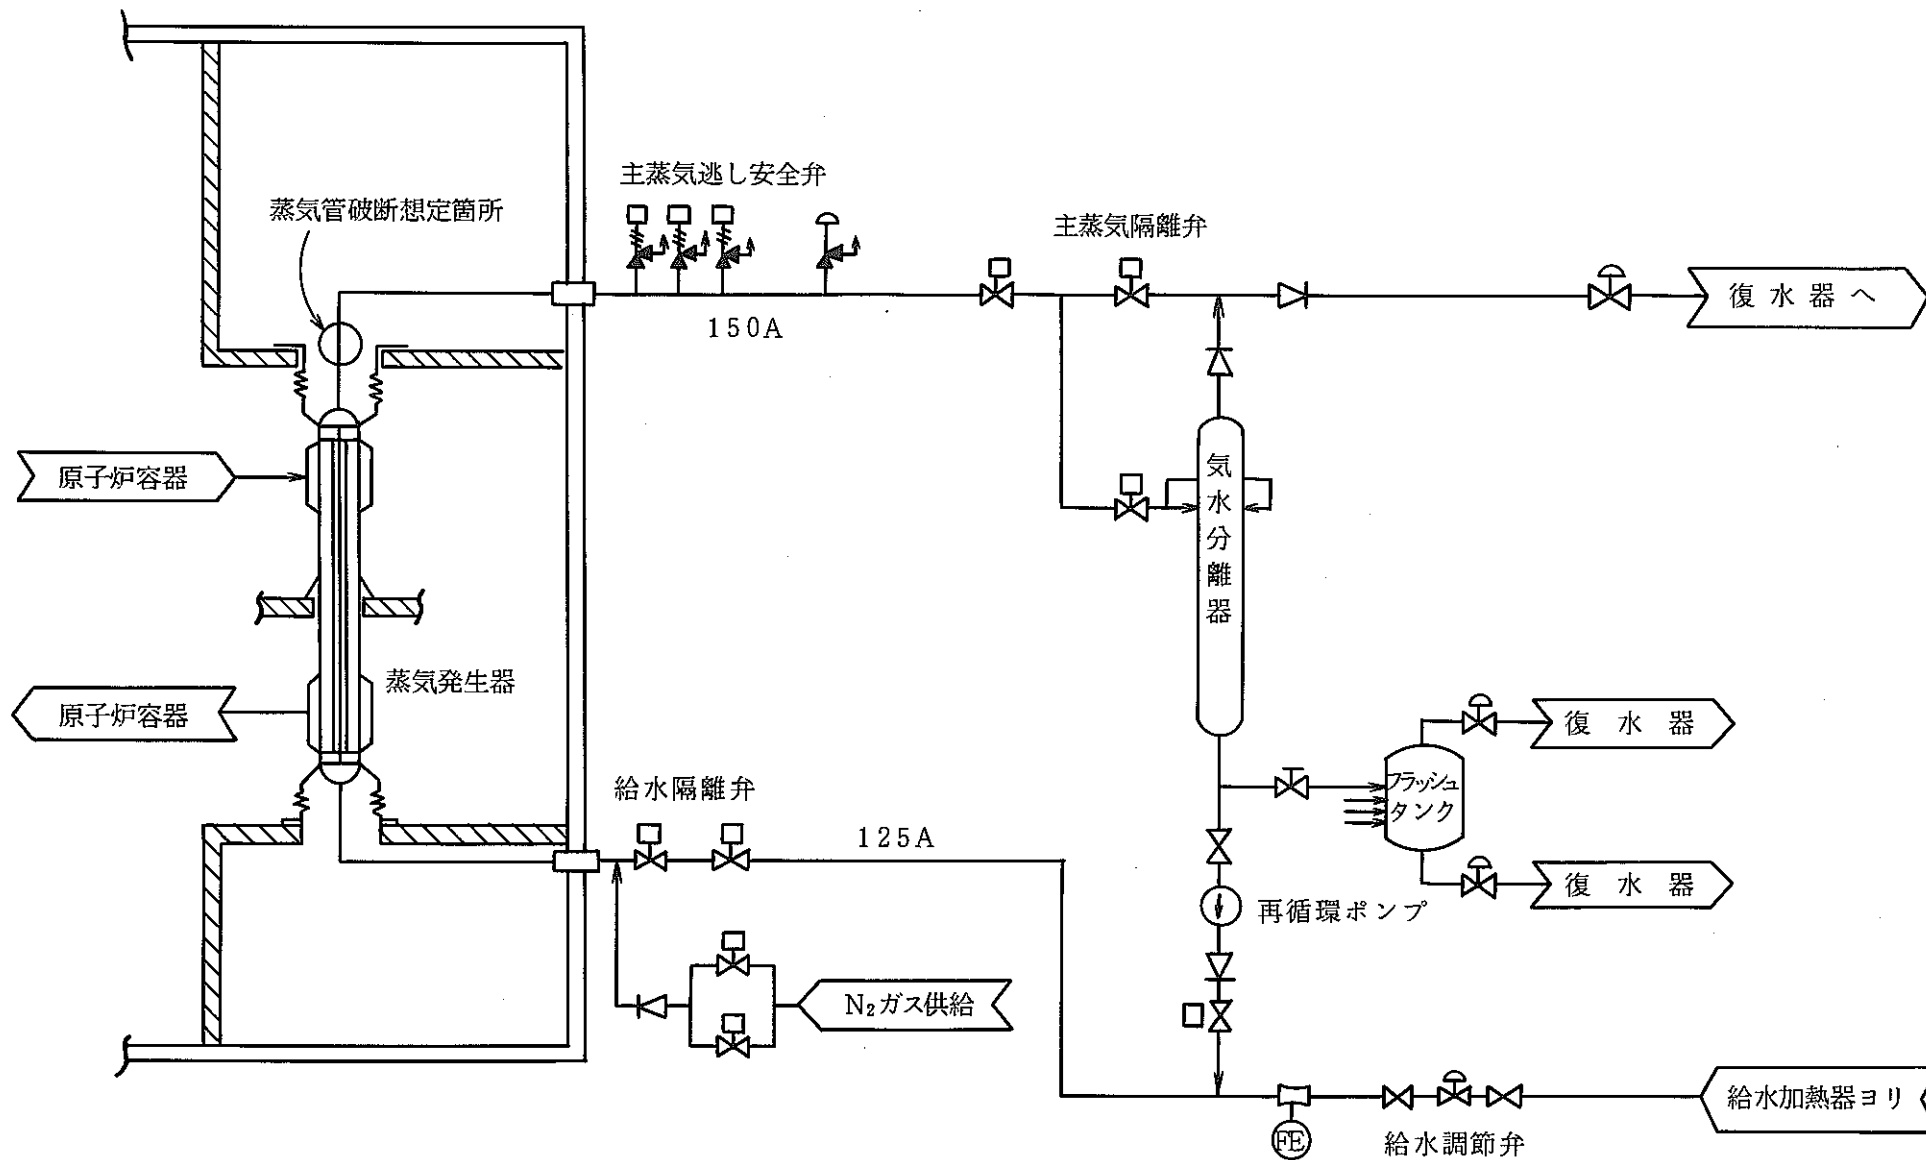 主蒸気逃し安全弁
蒸気管破断想定箇所
主蒸気隔離弁
復水器へ
150A
原子炉容器
気水分離器
蒸気発生器
原子炉容器
復水器
給水隔離弁
125A
フラッシュ
タンク
復水器
再循環ポンプ
N₂ガス供給
給水加熱器ヨリ
FE
給水調節弁